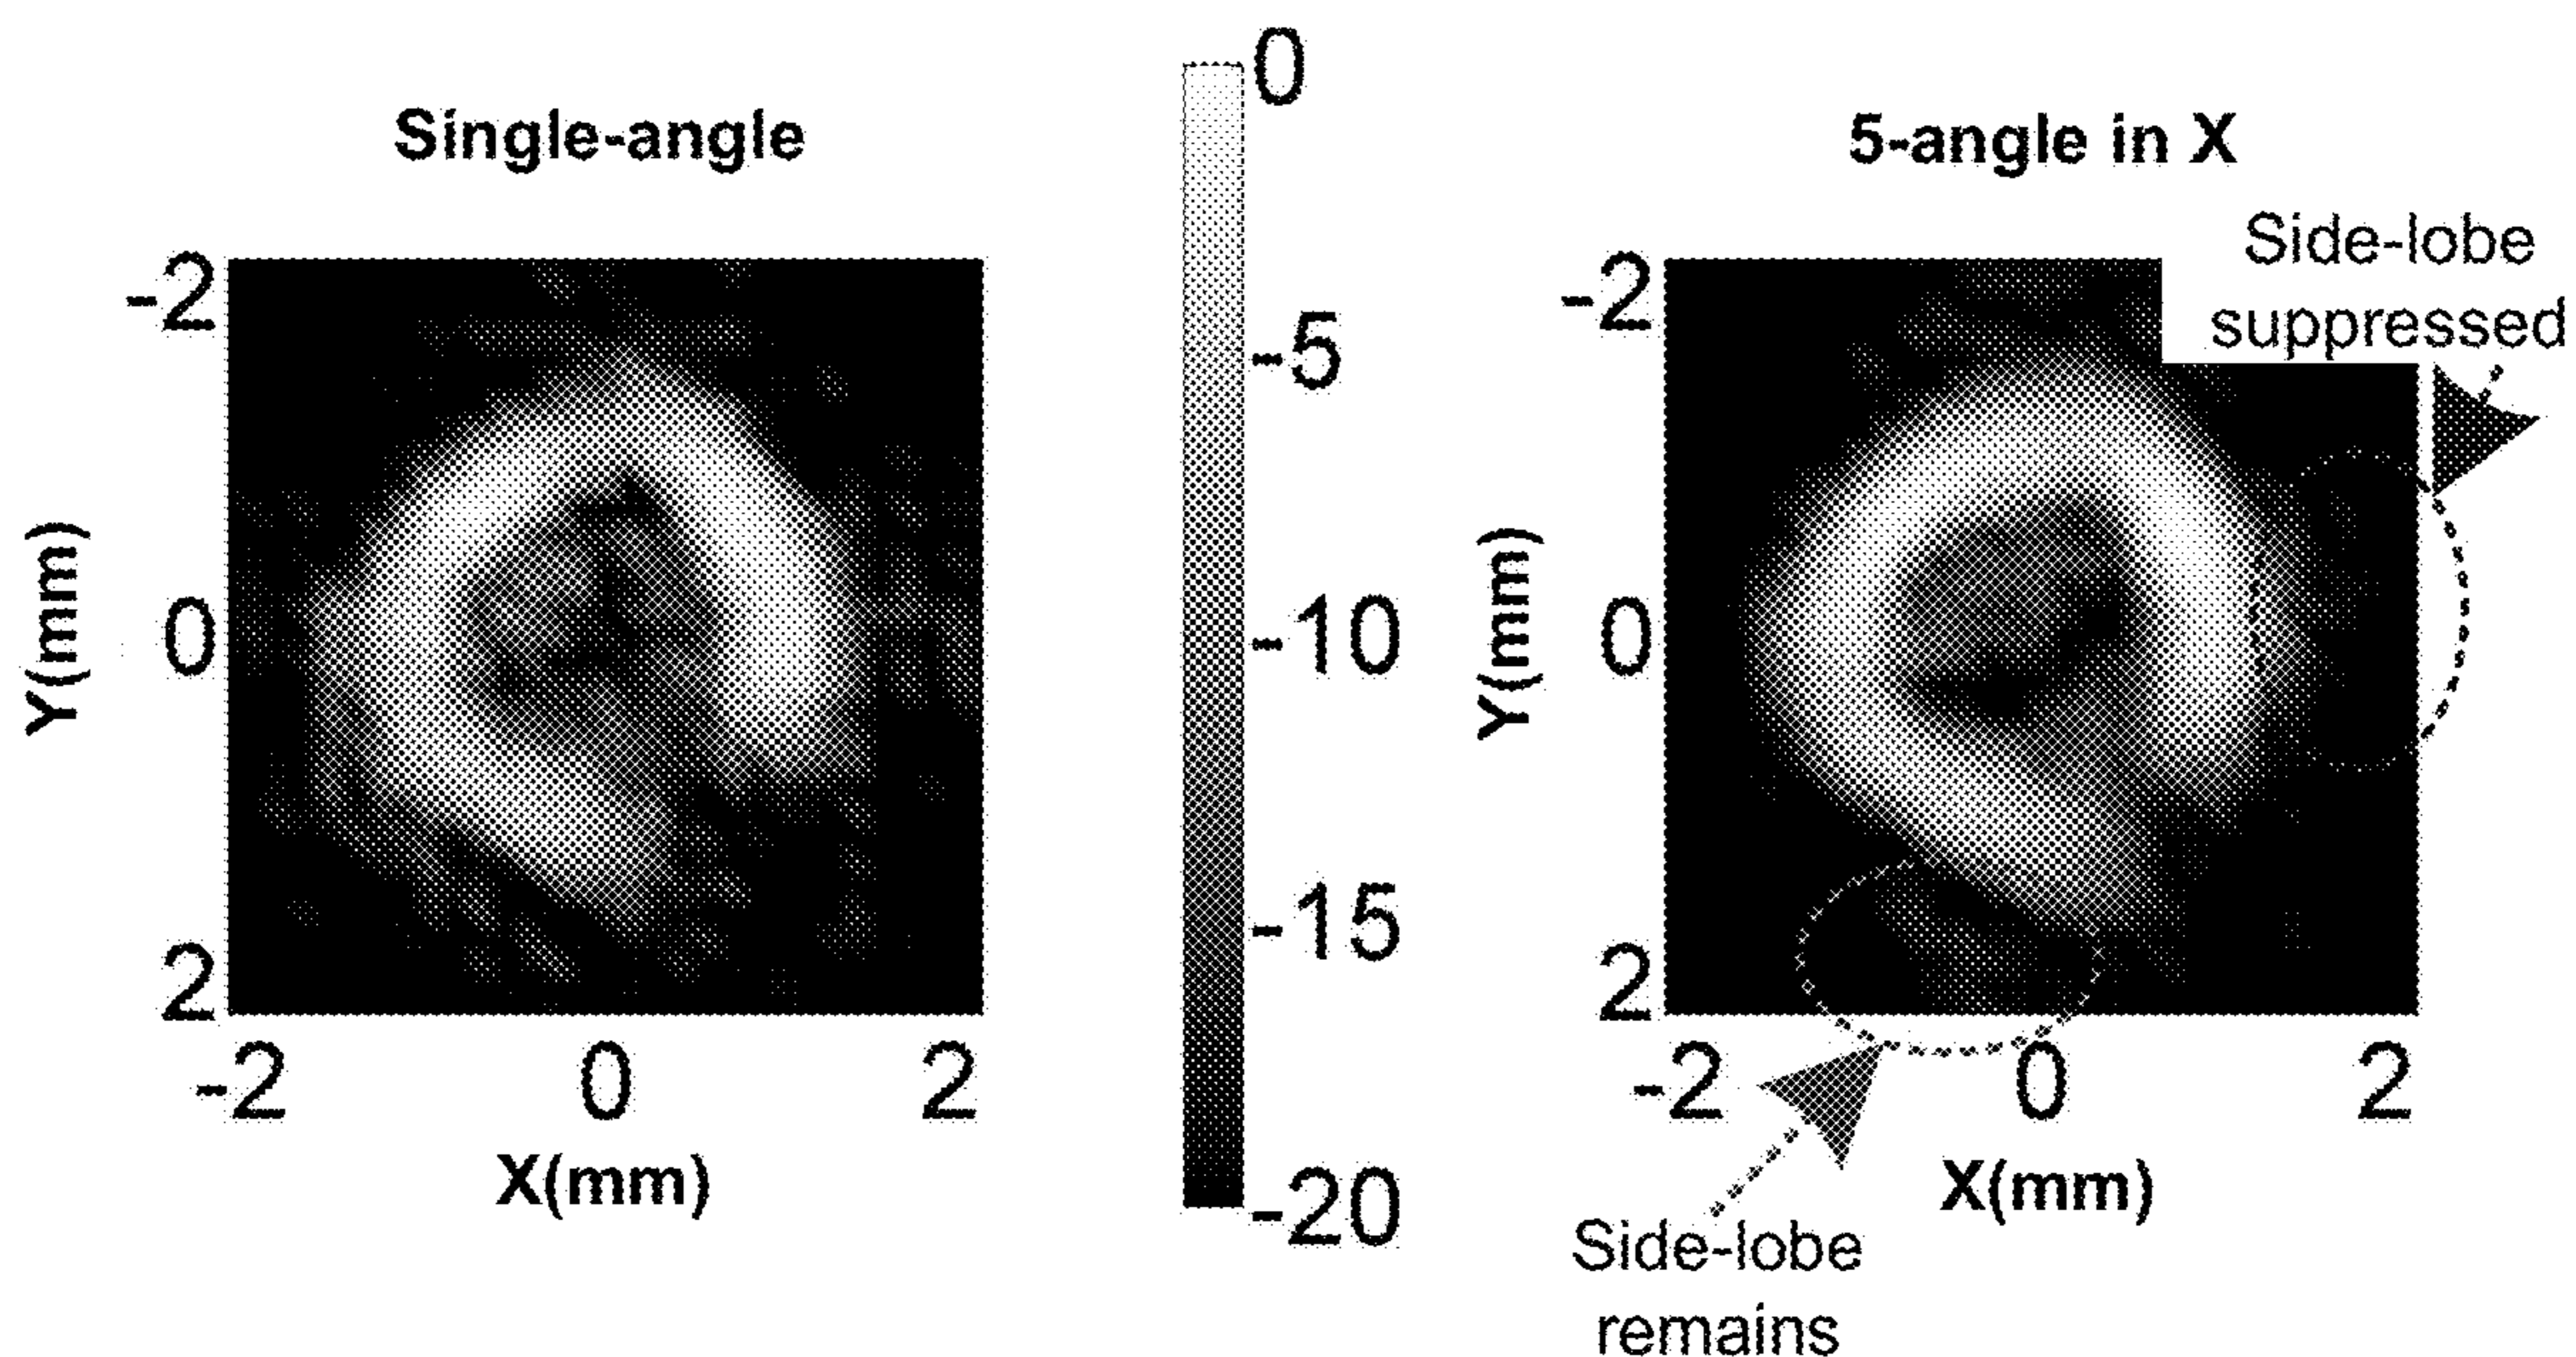 Single-angle
-2
0
2
Y(mm)
-2 0 2
X(mm)
0
-5
-10
-15
-20
5-angle in X
Side-lobe
suppressed
-2
0
2
Y(mm)
-2 0 2
X(mm)
Side-lobe
remains